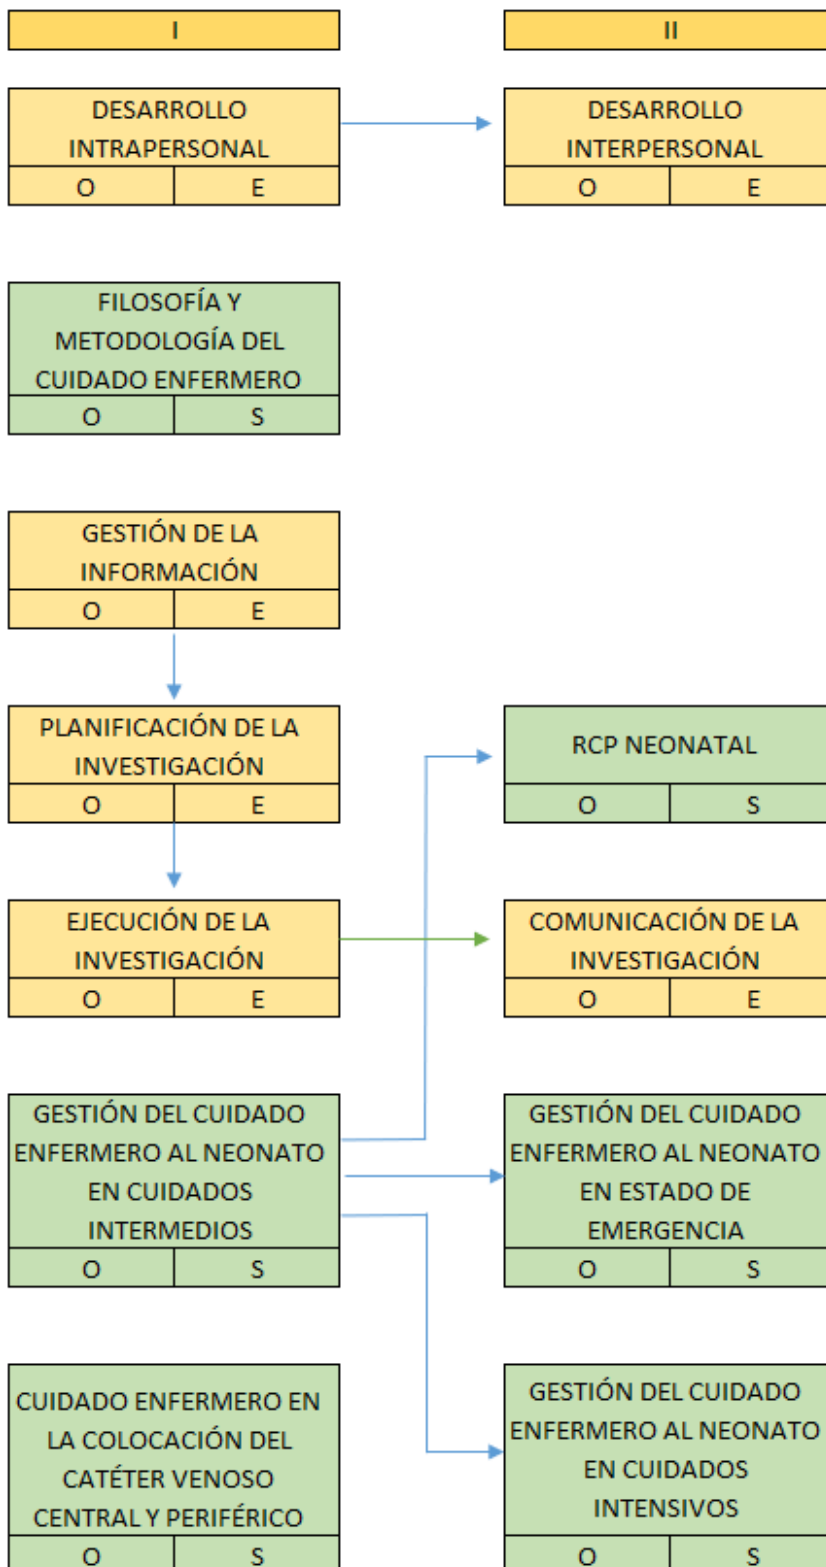 I
II
DESARROLLO
INTRAPERSONAL
O E
DESARROLLO
INTERPERSONAL
O E
FILOSOFÍA Y
METODOLOGÍA DEL
CUIDADO ENFERMERO
O S
GESTIÓN DE LA
INFORMACIÓN
O E
PLANIFICACIÓN DE LA
INVESTIGACIÓN
O E
RCP NEONATAL
O S
EJECUCIÓN DE LA
INVESTIGACIÓN
O E
COMUNICACIÓN DE LA
INVESTIGACIÓN
O E
GESTIÓN DEL CUIDADO
ENFERMERO AL NEONATO
EN CUIDADOS
INTERMEDIOS
O S
GESTIÓN DEL CUIDADO
ENFERMERO AL NEONATO
EN ESTADO DE
EMERGENCIA
O S
CUIDADO ENFERMERO EN
LA COLOCACIÓN DEL
CATÉTER VENOSO
CENTRAL Y PERIFÉRICO
O S
GESTIÓN DEL CUIDADO
ENFERMERO AL NEONATO
EN CUIDADOS
INTENSIVOS
O S